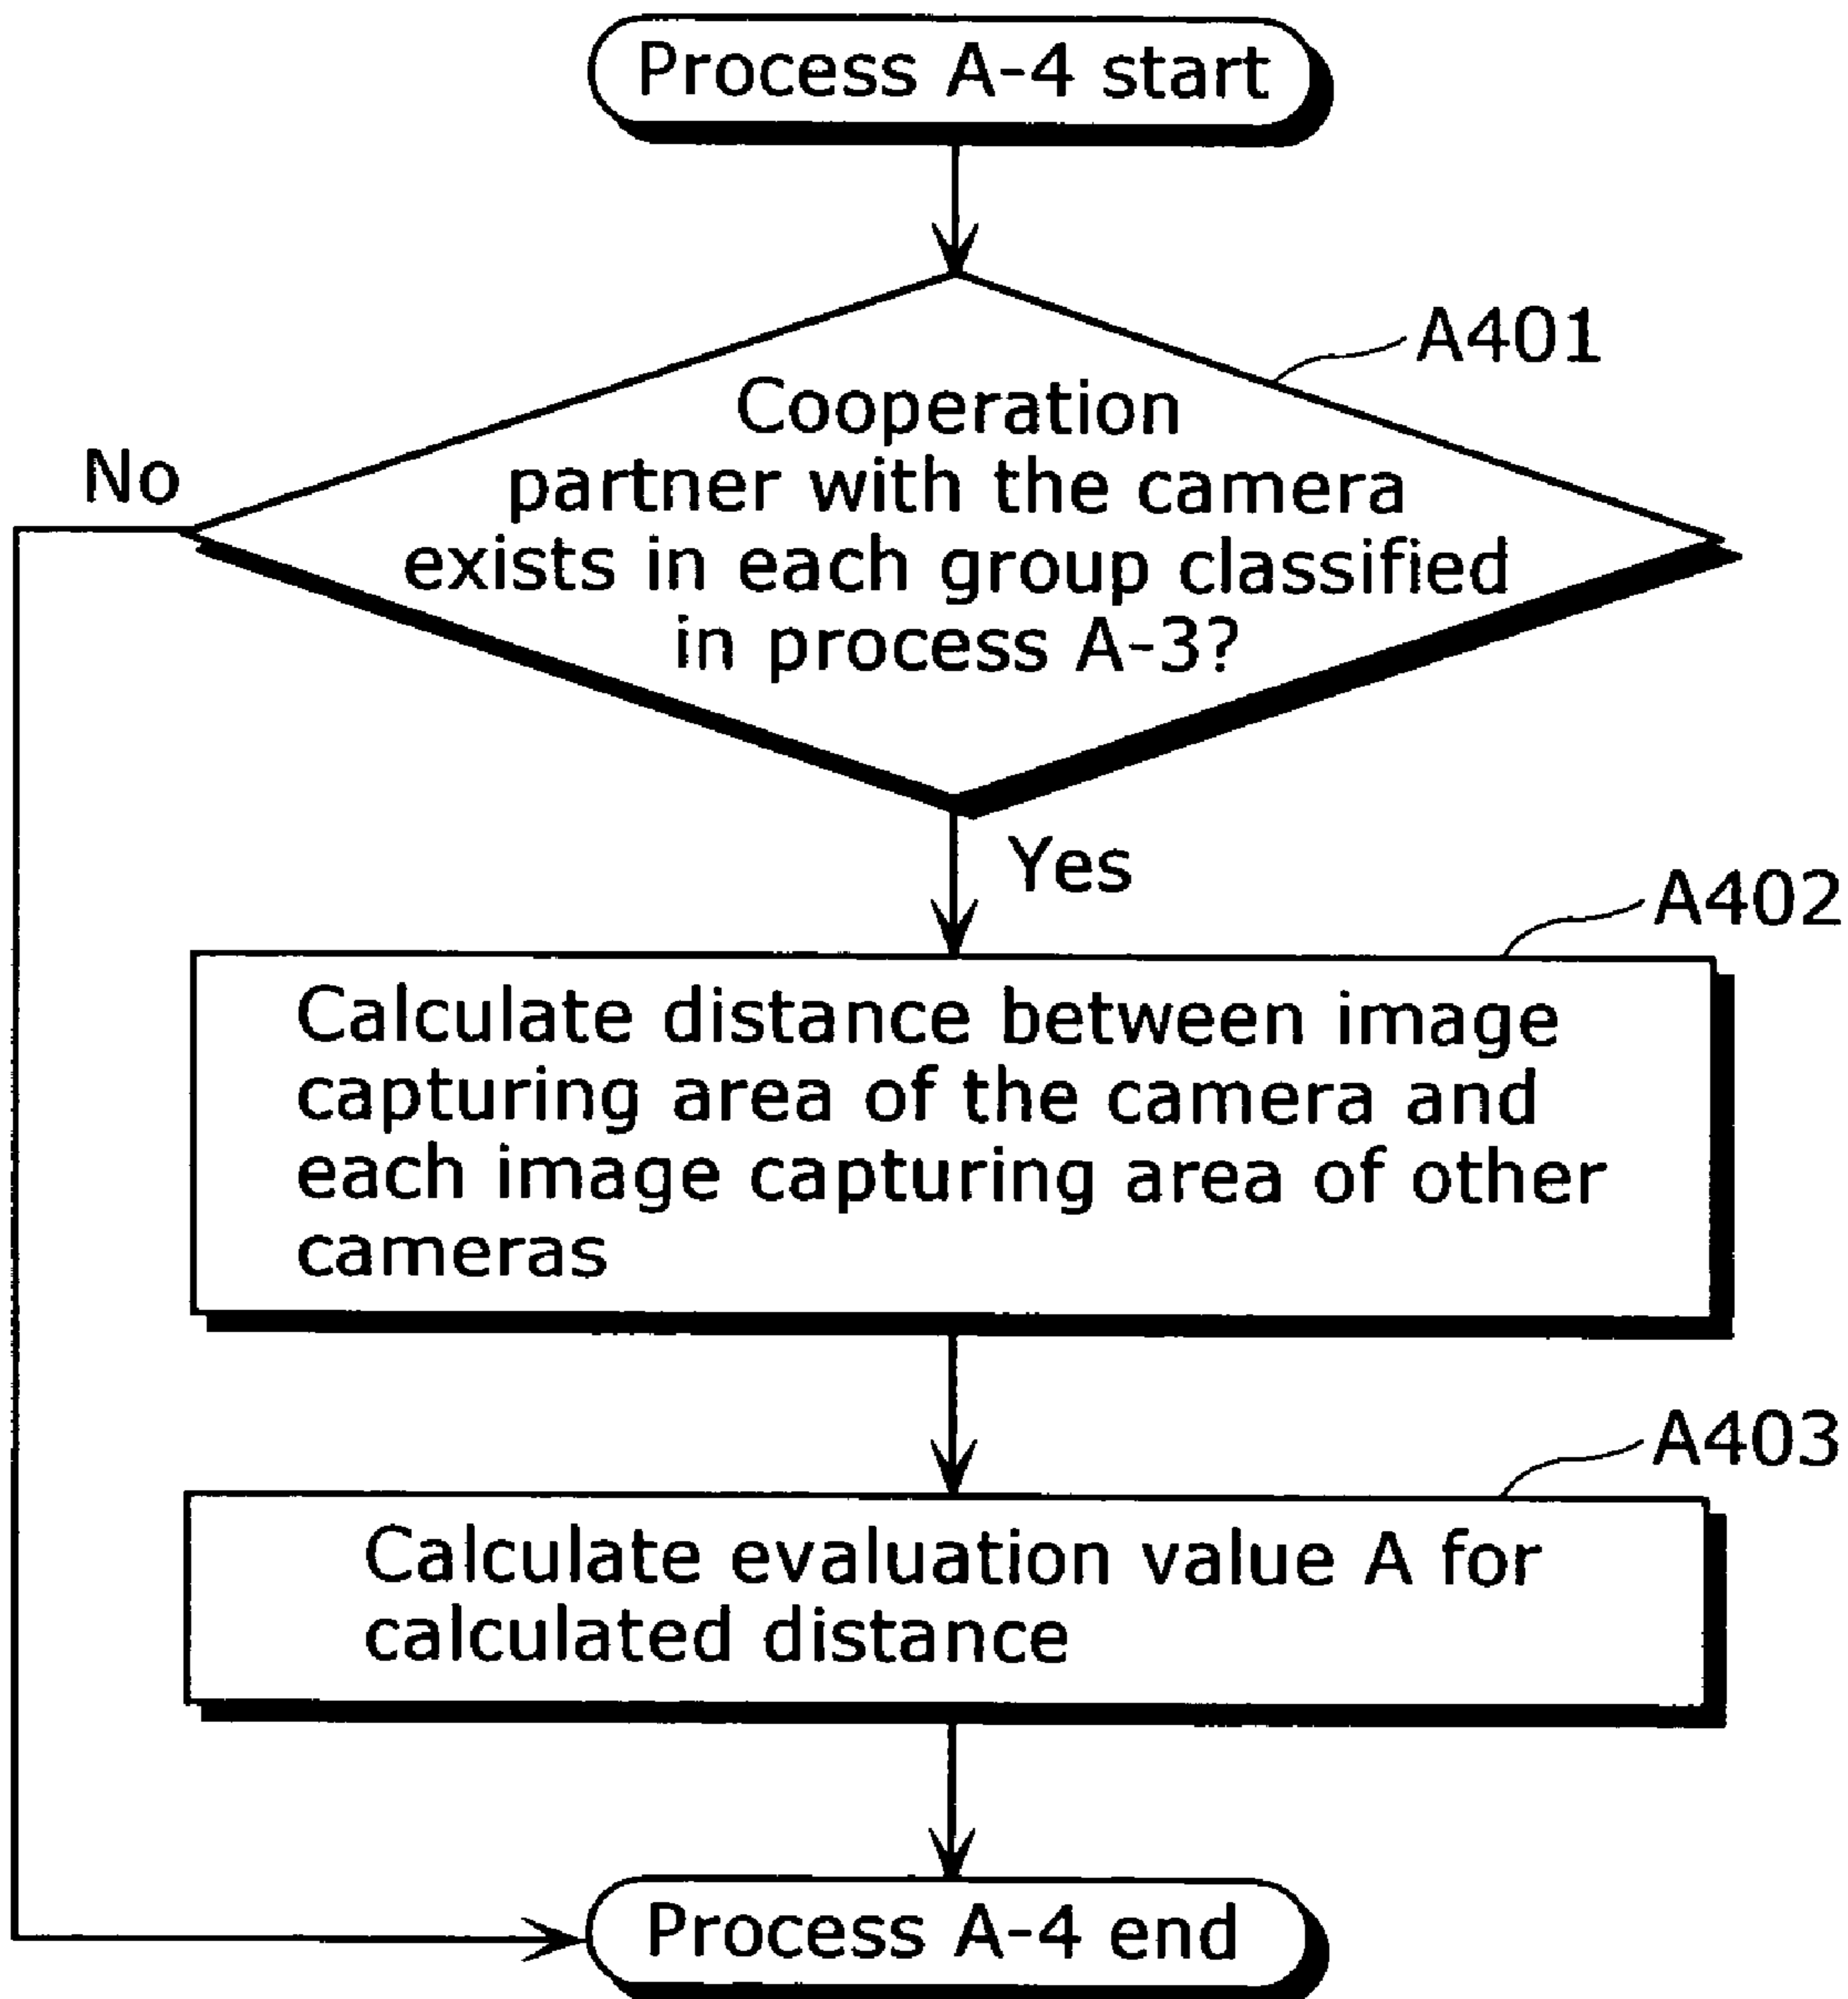 Process A-4 start
A401
Cooperation
partner with the camera
exists in each group classified
in process A-3?
No
Yes
A402
Calculate distance between image
capturing area of the camera and
each image capturing area of other
cameras
A403
Calculate evaluation value A for
calculated distance
Process A-4 end